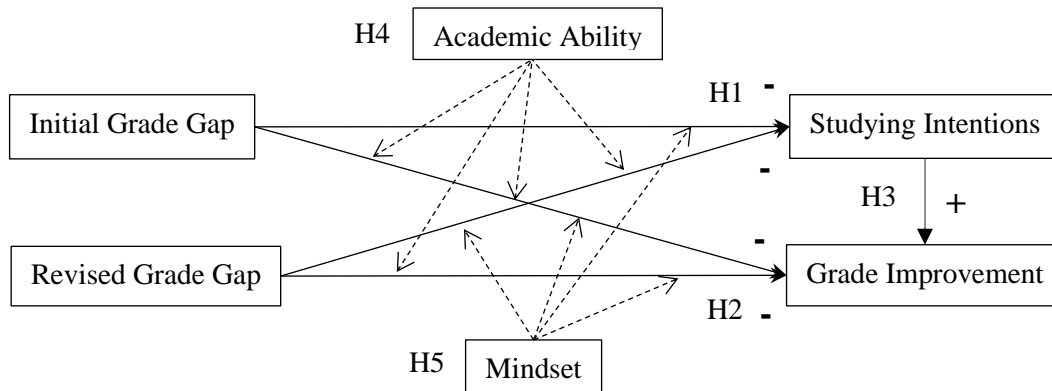 H4
Academic Ability
H1 -
Initial Grade Gap
Studying Intentions
-
H3 +
-
Revised Grade Gap
Grade Improvement
H2 -
H5
Mindset